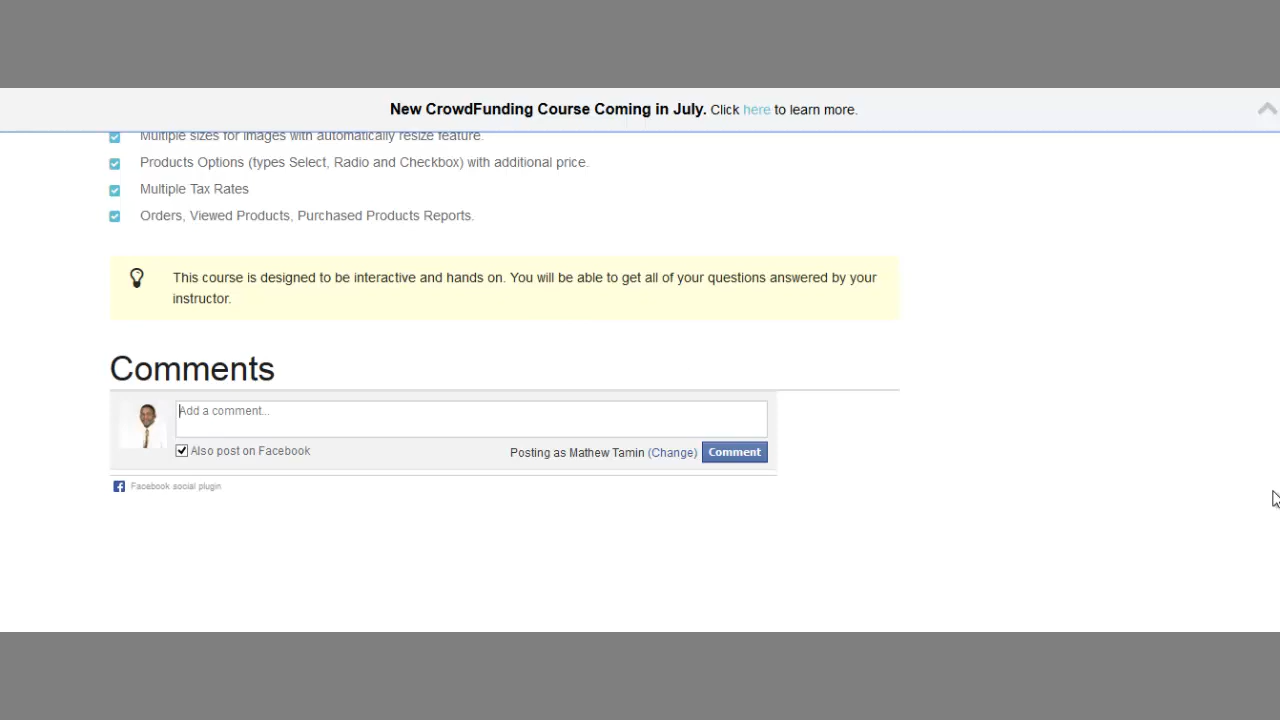 New CrowdFunding Course Coming in July. Click here to learn more.
Multiple sizes for images with automatically resize feature.
Products Options (types Select, Radio and Checkbox) with additional price.
Multiple Tax Rates
Orders, Viewed Products, Purchased Products Reports.
This course is designed to be interactive and hands on. You will be able to get all of your questions answered by your
instructor.
Comments
Add a comment...
Also post on Facebook
Posting as Mathew Tamin (Change) Comment
Facebook social plugin